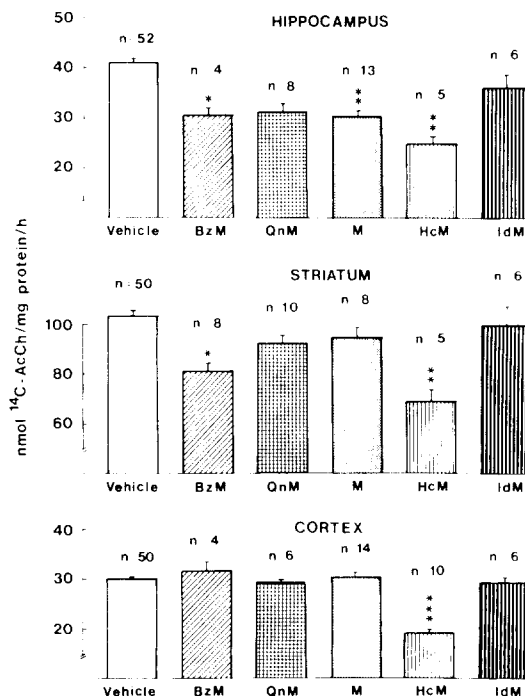 nmol ¹⁴C-AcCh/mg protein/h
HIPPOCAMPUS
50
40
30
20
n = 52
n 4
n 8
n 13
n 5
n 6
*
**
**
Vehicle BzM QnM M HcM IdM
STRIATUM
100
80
60
n = 50
n 8
n 10
n 8
n 5
n 6
*
**
Vehicle BzM QnM M HcM IdM
CORTEX
40
30
20
n 50
n 4
n 6
n 14
n 10
n 6
***
Vehicle BzM QnM M HcM IdM